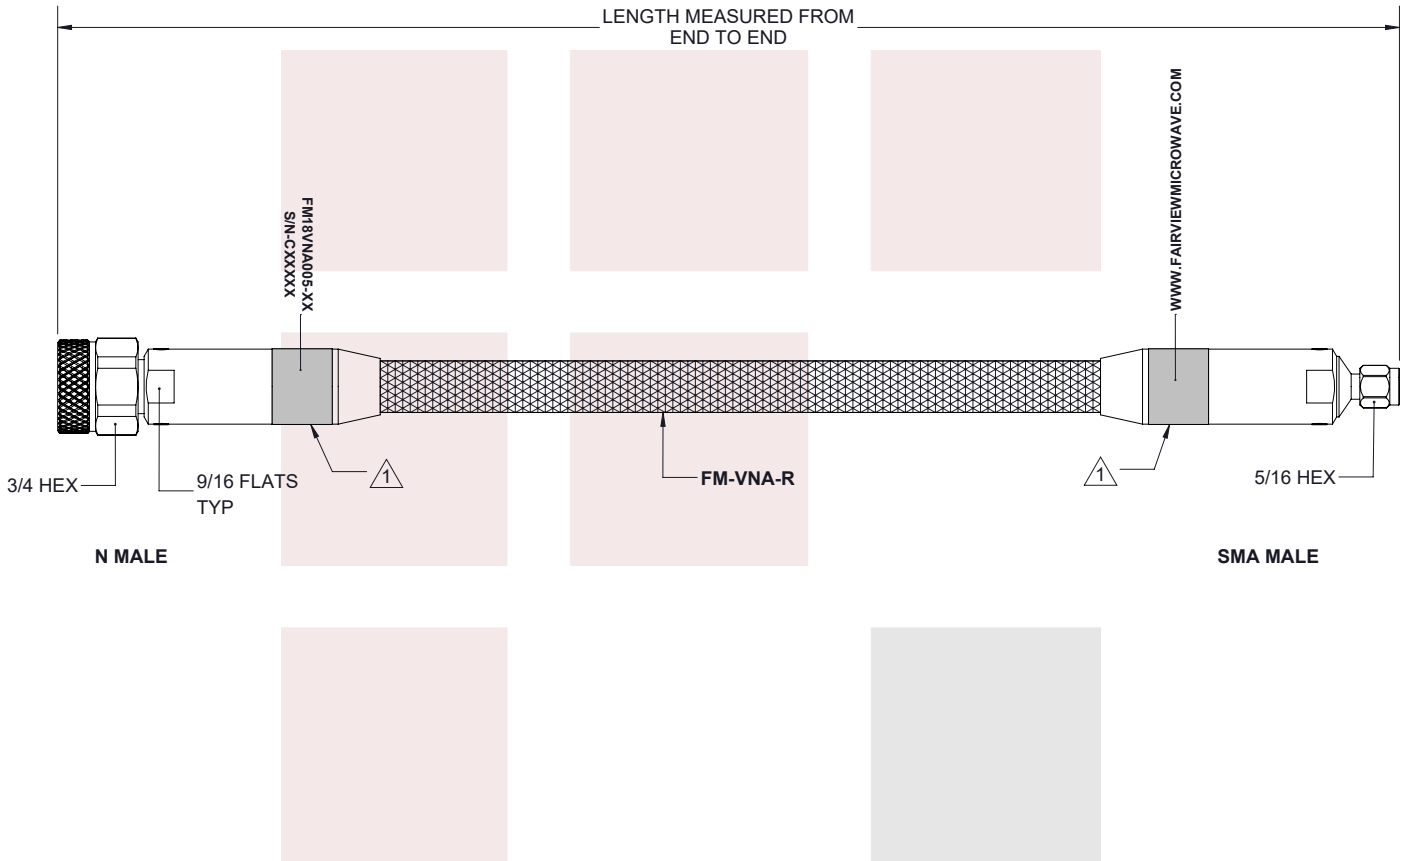 LENGTH MEASURED FROM
END TO END
FM18VNA005-XX
S/N-CXXXXX
WWW.FAIRVIEWMICROWAVE.COM
3/4 HEX
9/16 FLATS
TYP
1
FM-VNA-R
1
5/16 HEX
N MALE
SMA MALE